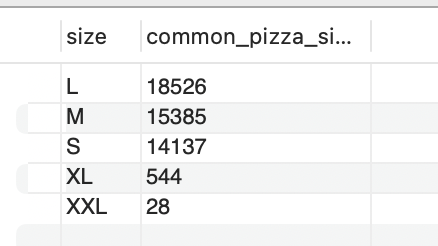 size common_pizza_si...
L 18526
M 15385
S 14137
XL 544
XXL 28